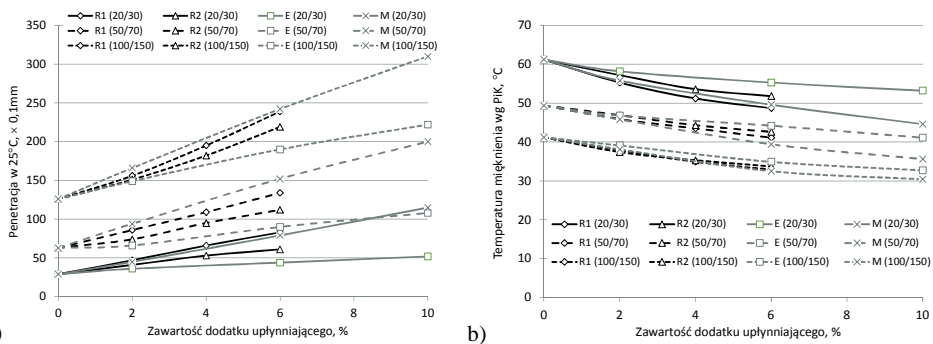 R1 (20/30) R2 (20/30) E (20/30) M (20/30)
R1 (50/70) R2 (50/70) E (50/70) M (50/70)
R1 (100/150) R2 (100/150) E (100/150) M (100/150)
Penetracja w 25°C, × 0,1mm
350
300
250
200
150
100
50
0
0 2 4 6 8 10
Zawartość dodatku upłynniającego, %
)
b)
Temperatura mięknienia wg PiK, °C
70
60
50
40
30
20
10
0
R1 (20/30) R2 (20/30) E (20/30) M (20/30)
R1 (50/70) R2 (50/70) E (50/70) M (50/70)
R1 (100/150) R2 (100/150) E (100/150) M (100/150)
0 2 4 6 8 10
Zawartość dodatku upłynniającego, %